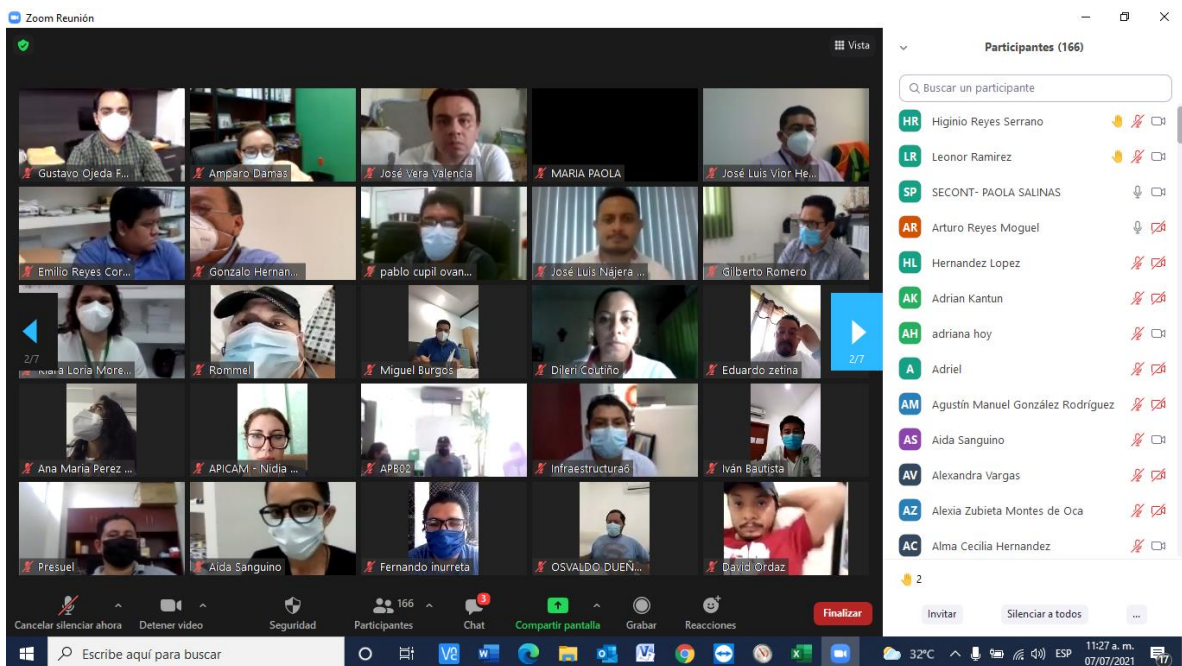 Zoom Reunión
Vista
Participantes (166)
Buscar un participante
Gustavo Ojeda F...
Amparo Damas
José Vera Valencia
MARIA PAOLA
José Luis Vior He...
Emilio Reyes Cor...
Gonzalo Hernan...
pablo cupil ovan...
José Luis Nájera ...
Gilberto Romero
2/7
Kiara Loria More...
Rommel
Miguel Burgos
Dileri Coutiño
Eduardo zetina
2/7
Ana Maria Perez ...
APICAM - Nidia ...
APB02
Infraestructura6
Iván Bautista
Presuel
Aida Sanguino
Fernando inurreta
OSVALDO DUEÑ...
David Ordaz
HR Higinio Reyes Serrano
LR Leonor Ramirez
SP SECONT- PAOLA SALINAS
AR Arturo Reyes Moguel
HL Hernandez Lopez
AK Adrian Kantun
AH adriana hoy
A Adriel
AM Agustín Manuel González Rodríguez
AS Aida Sanguino
AV Alexandra Vargas
AZ Alexia Zubieta Montes de Oca
AC Alma Cecilia Hernandez
2
Invitar
Silenciar a todos
...
Cancelar silenciar ahora
Detener video
Seguridad
166
Participantes
3
Chat
Compartir pantalla
Grabar
Reacciones
Finalizar
Escribe aquí para buscar
32°C
ESP
11:27 a. m.
07/07/2021
17